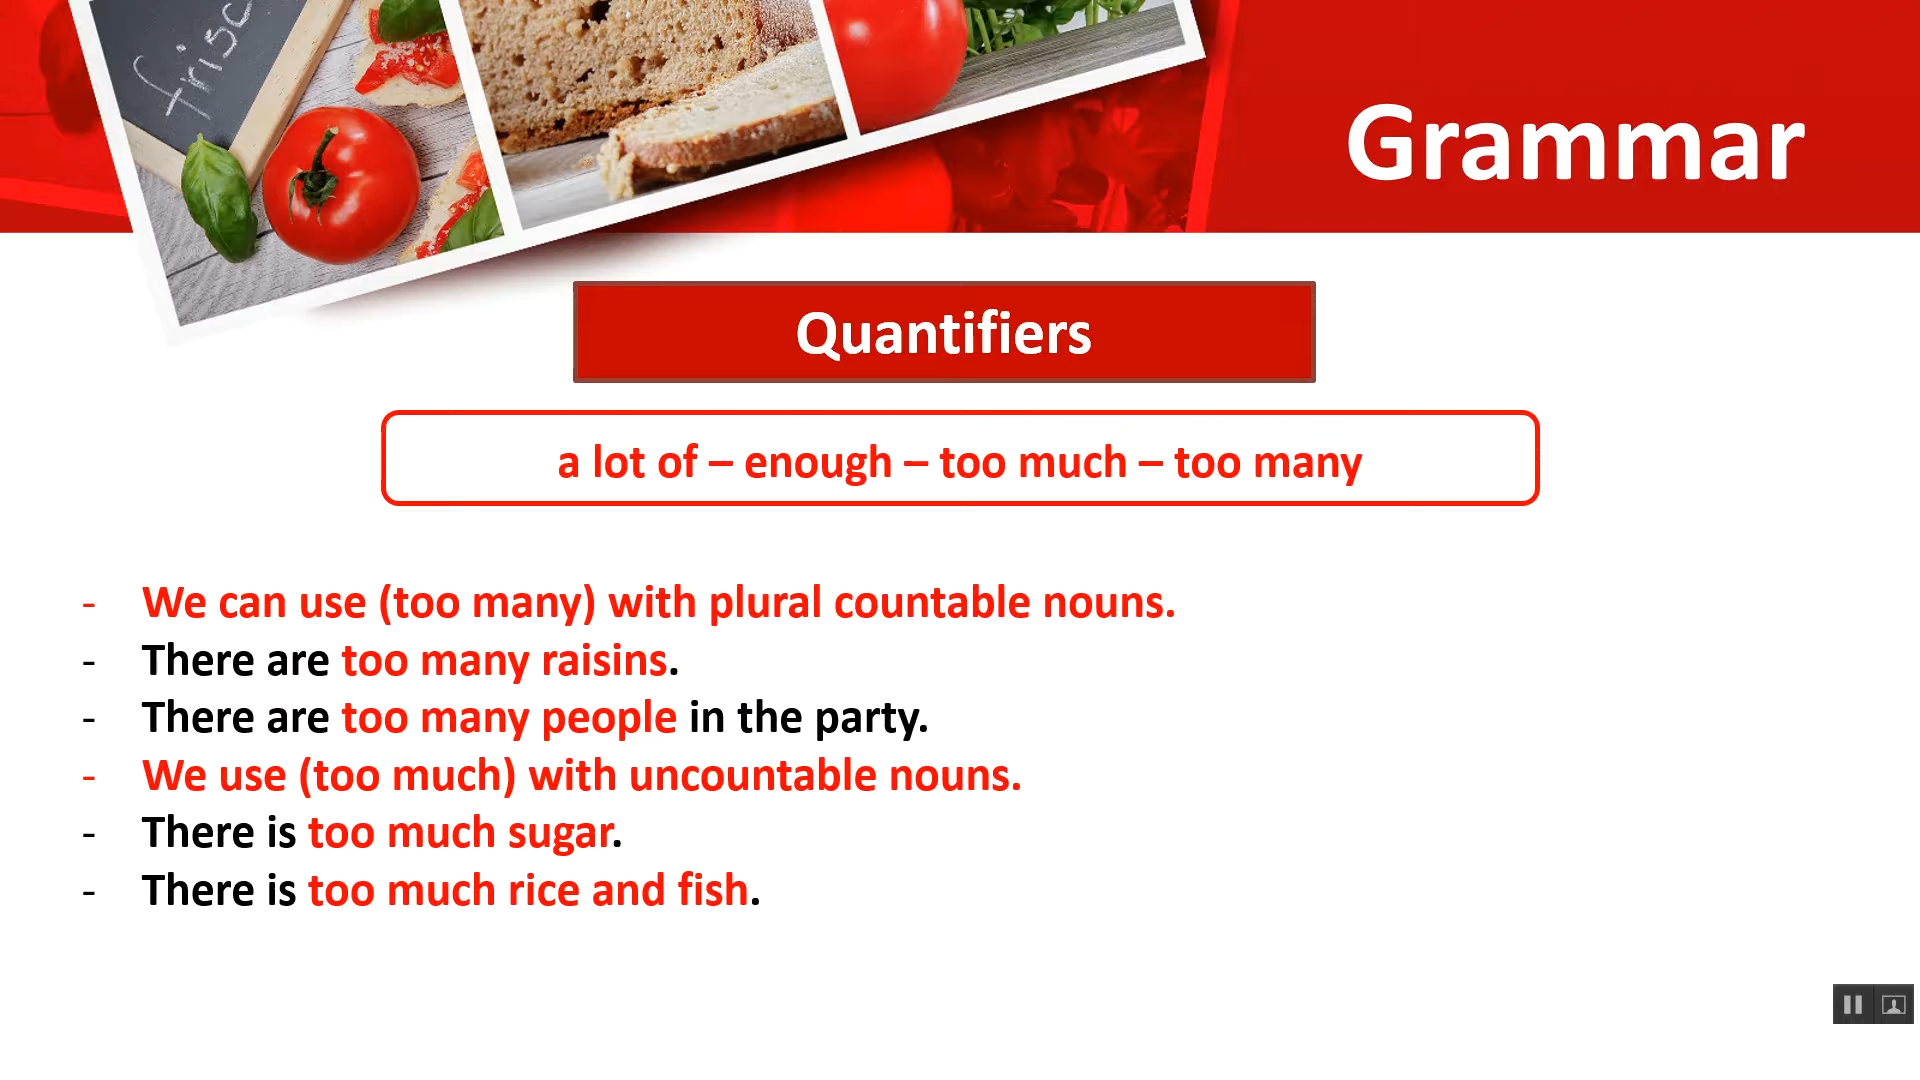 frisc
Grammar
Quantifiers
a lot of – enough – too much – too many
- We can use (too many) with plural countable nouns.
- There are too many raisins.
- There are too many people in the party.
- We use (too much) with uncountable nouns.
- There is too much sugar.
- There is too much rice and fish.